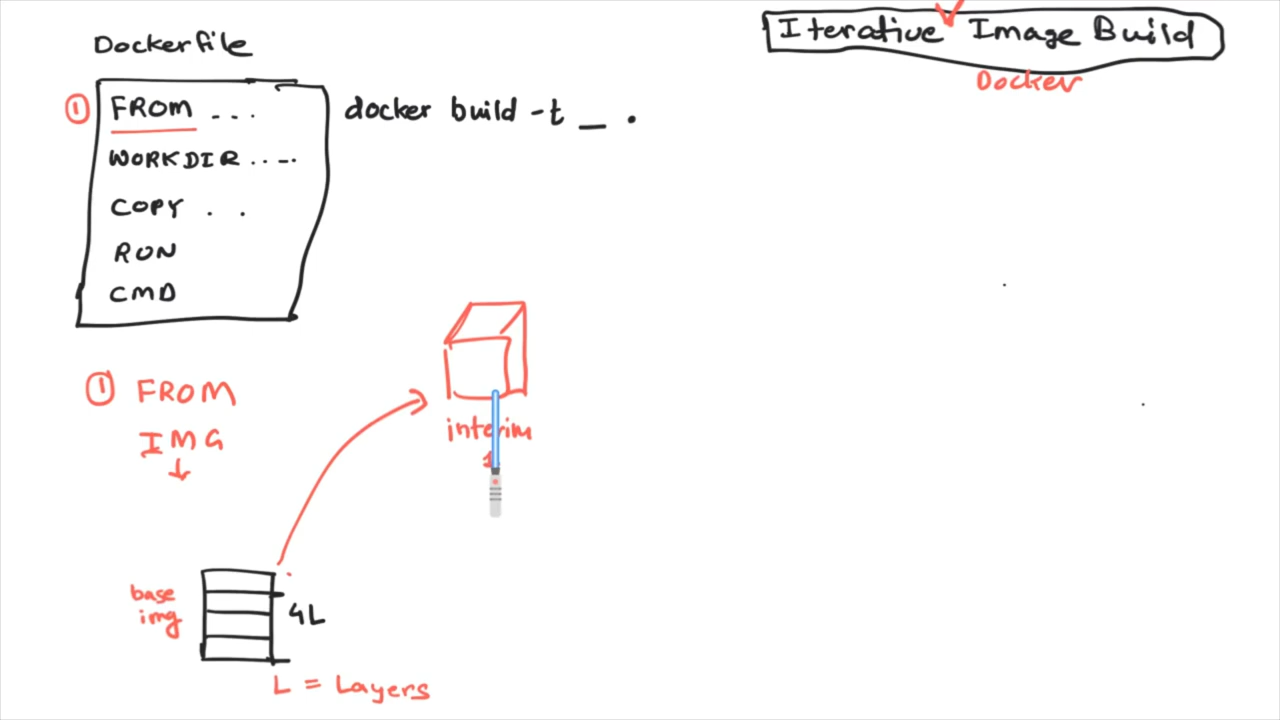 Iterative Image Build
Docker
Dockerfile
① FROM ...
docker build -t _ .
WORKDIR .....
COPY . .
RUN
CMD
① FROM
IMG
interim
1
base
img
4L
L = Layers